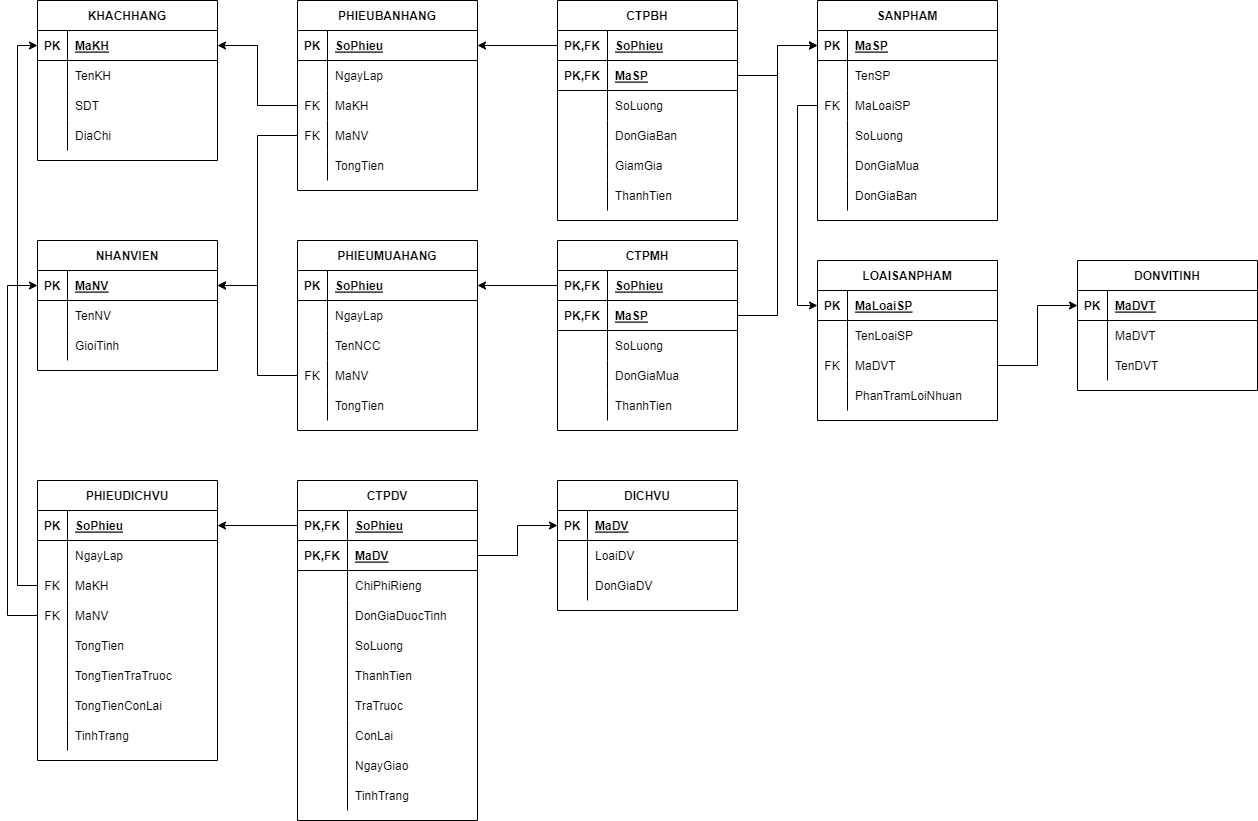 KHACHHANG
PK MaKH
TenKH
SDT
DiaChi
PHIEUBANHANG
PK SoPhieu
NgayLap
FK MaKH
FK MaNV
TongTien
CTPBH
PK,FK SoPhieu
PK,FK MaSP
SoLuong
DonGiaBan
GiamGia
ThanhTien
SANPHAM
PK MaSP
TenSP
FK MaLoaiSP
SoLuong
DonGiaMua
DonGiaBan
NHANVIEN
PK MaNV
TenNV
GioiTinh
PHIEUMUAHANG
PK SoPhieu
NgayLap
TenNCC
FK MaNV
TongTien
CTPMH
PK,FK SoPhieu
PK,FK MaSP
SoLuong
DonGiaMua
ThanhTien
LOAISANPHAM
PK MaLoaiSP
TenLoaiSP
FK MaDVT
PhanTramLoiNhuan
DONVITINH
PK MaDVT
MaDVT
TenDVT
PHIEUDICHVU
PK SoPhieu
NgayLap
FK MaKH
FK MaNV
TongTien
TongTienTraTruoc
TongTienConLai
TinhTrang
CTPDV
PK,FK SoPhieu
PK,FK MaDV
ChiPhiRieng
DonGiaDuocTinh
SoLuong
ThanhTien
TraTruoc
ConLai
NgayGiao
TinhTrang
DICHVU
PK MaDV
LoaiDV
DonGiaDV